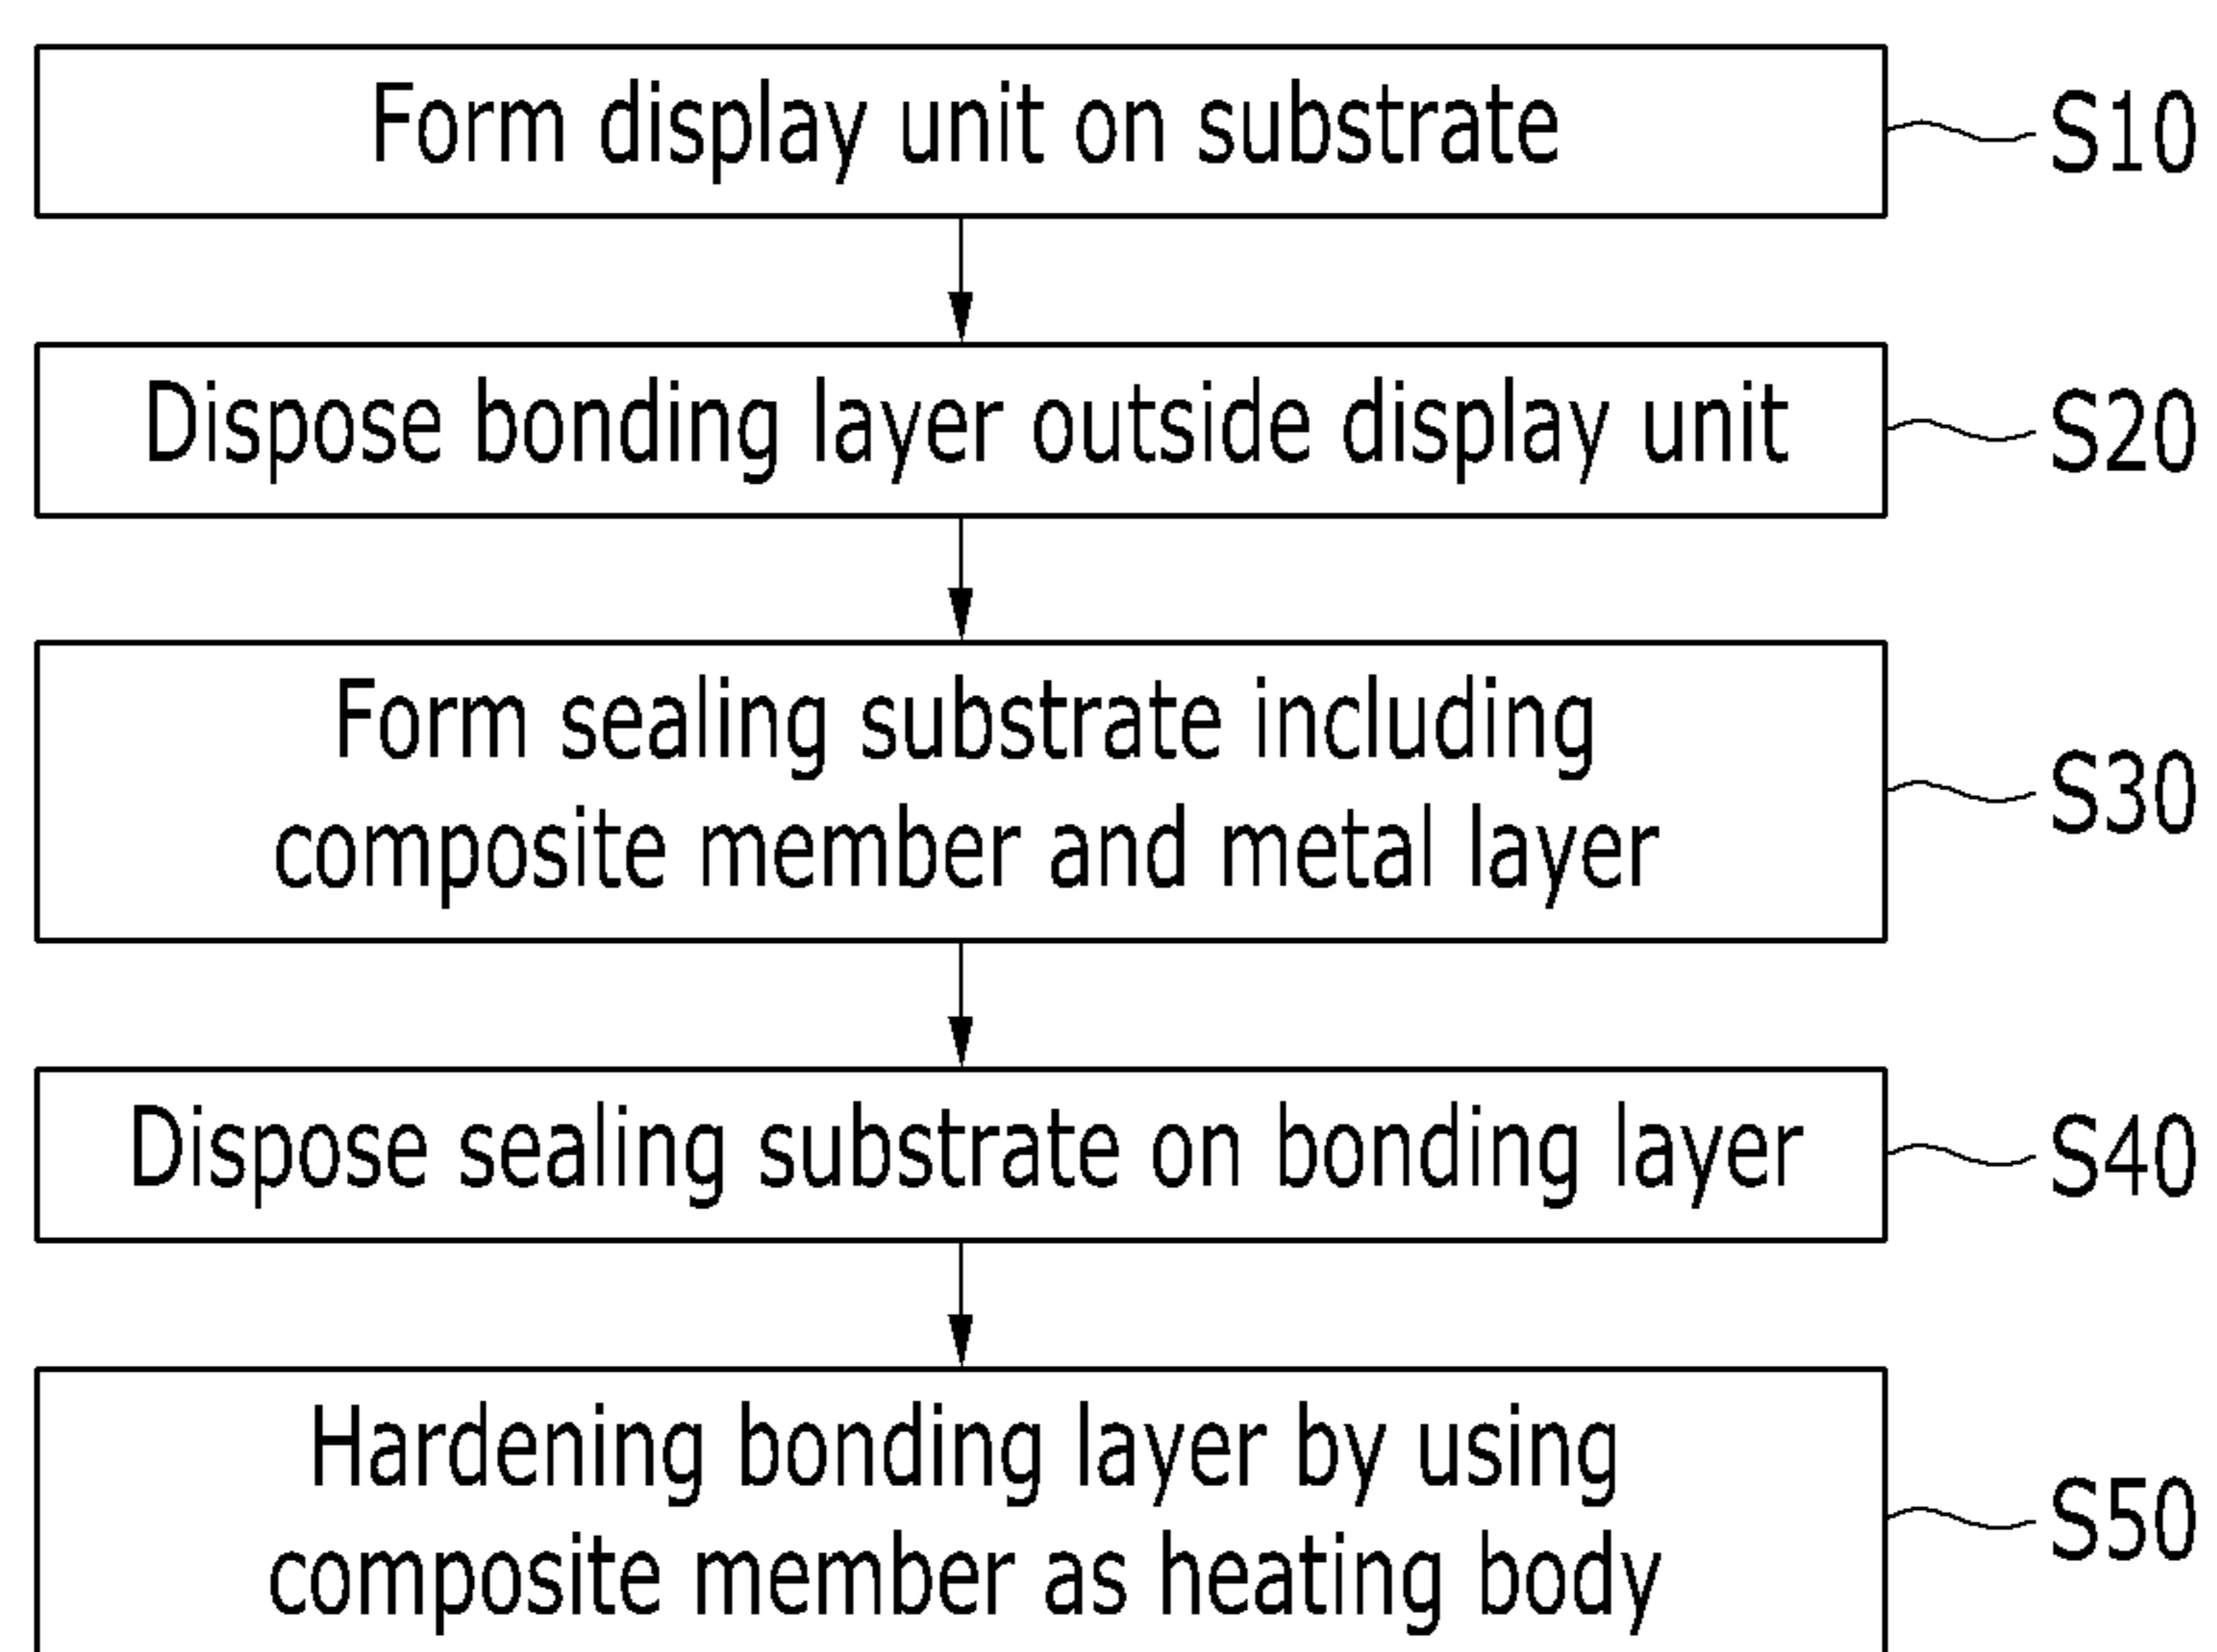 Form display unit on substrate
S10
Dispose bonding layer outside display unit
S20
Form sealing substrate including
composite member and metal layer
S30
Dispose sealing substrate on bonding layer
S40
Hardening bonding layer by using
composite member as heating body
S50